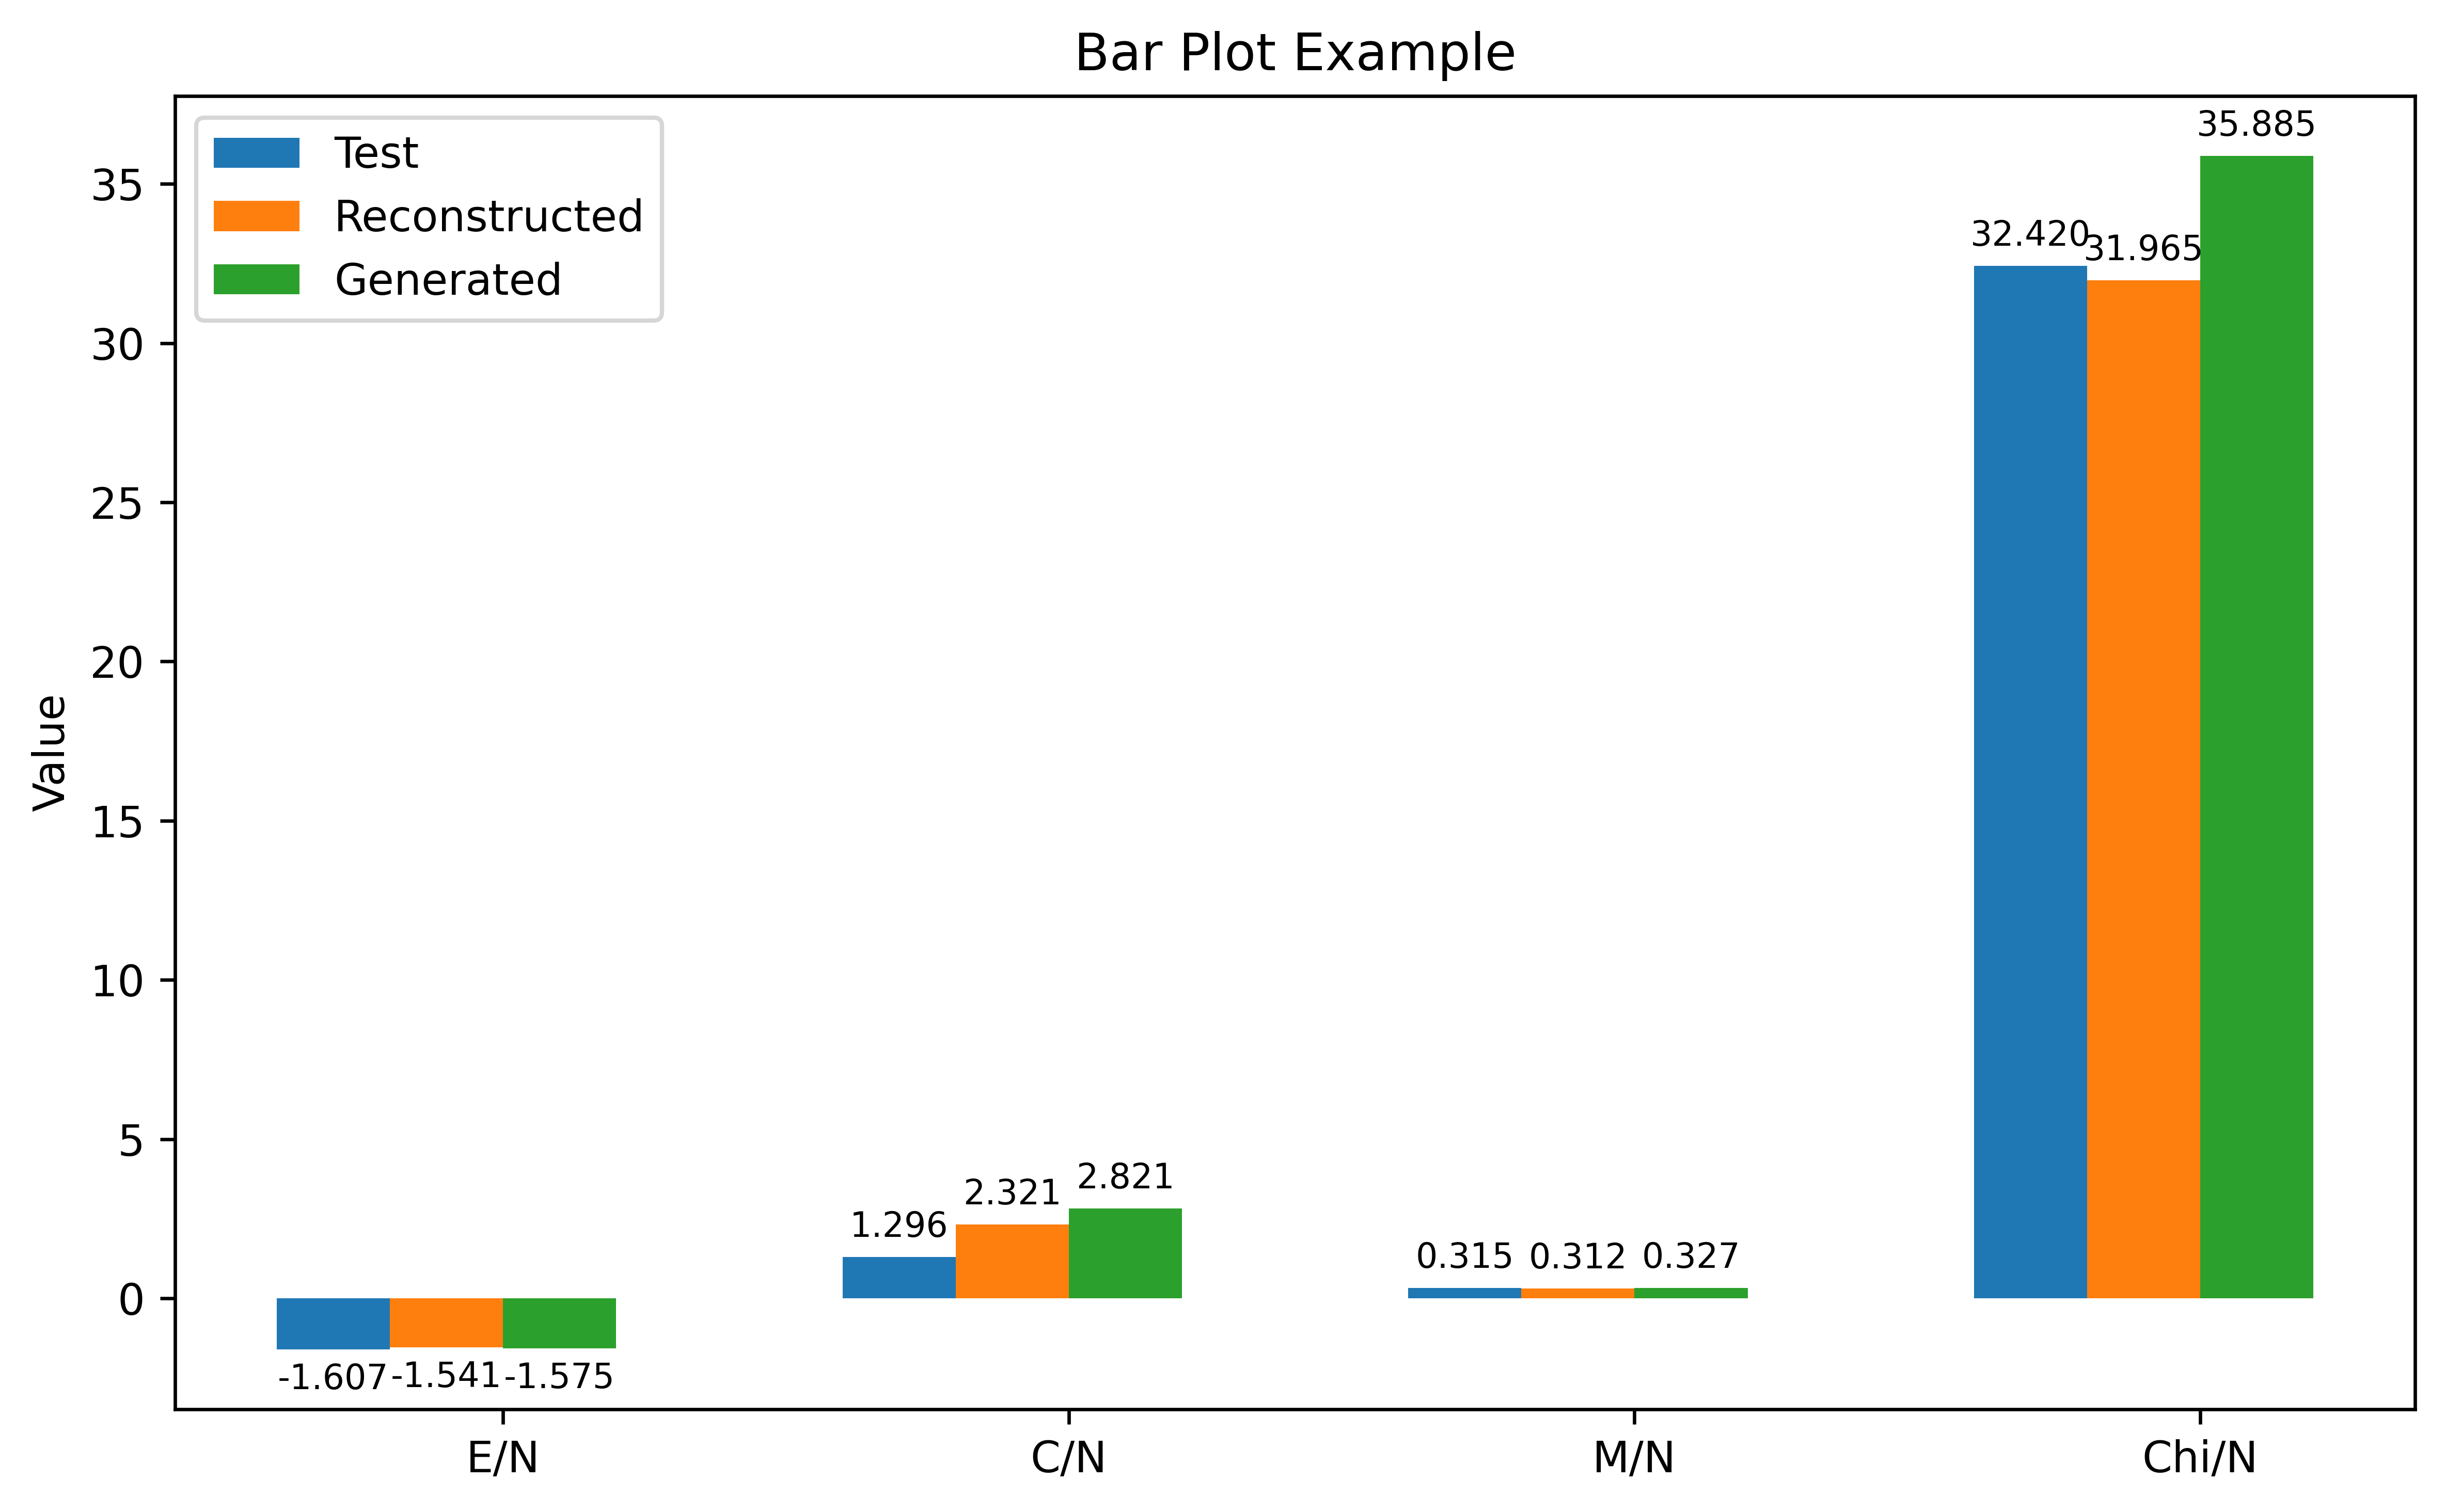 Bar Plot Example
Test
Reconstructed
Generated
Value
35
30
25
20
15
10
5
0
35.885
32.420
31.965
2.821
2.321
1.296
0.315
0.312
0.327
-1.607
-1.541
-1.575
E/N
C/N
M/N
Chi/N